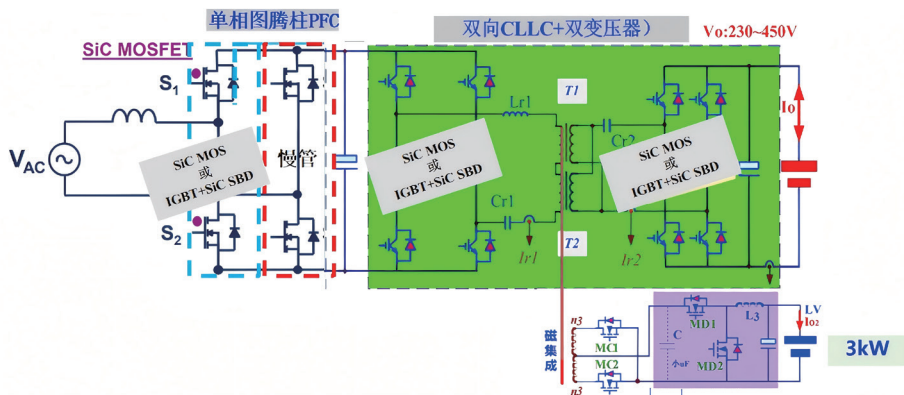 单相图腾柱PFC
双向CLLC+双变压器）
Vo:230~450V
SiC MOSFET
S1
T1
Lr1
Io
VAC
SiC MOS
或
IGBT+SiC SBD
慢管
SiC MOS
或
IGBT+SiC SBD
Cr2
SiC MOS
或
IGBT+SiC SBD
Cr1
S2
T2
Ir1
Ir2
磁集成
n3
MC1
MC2
n3
C
小uF
MD1
MD2
L3
LV
Io2
3kW